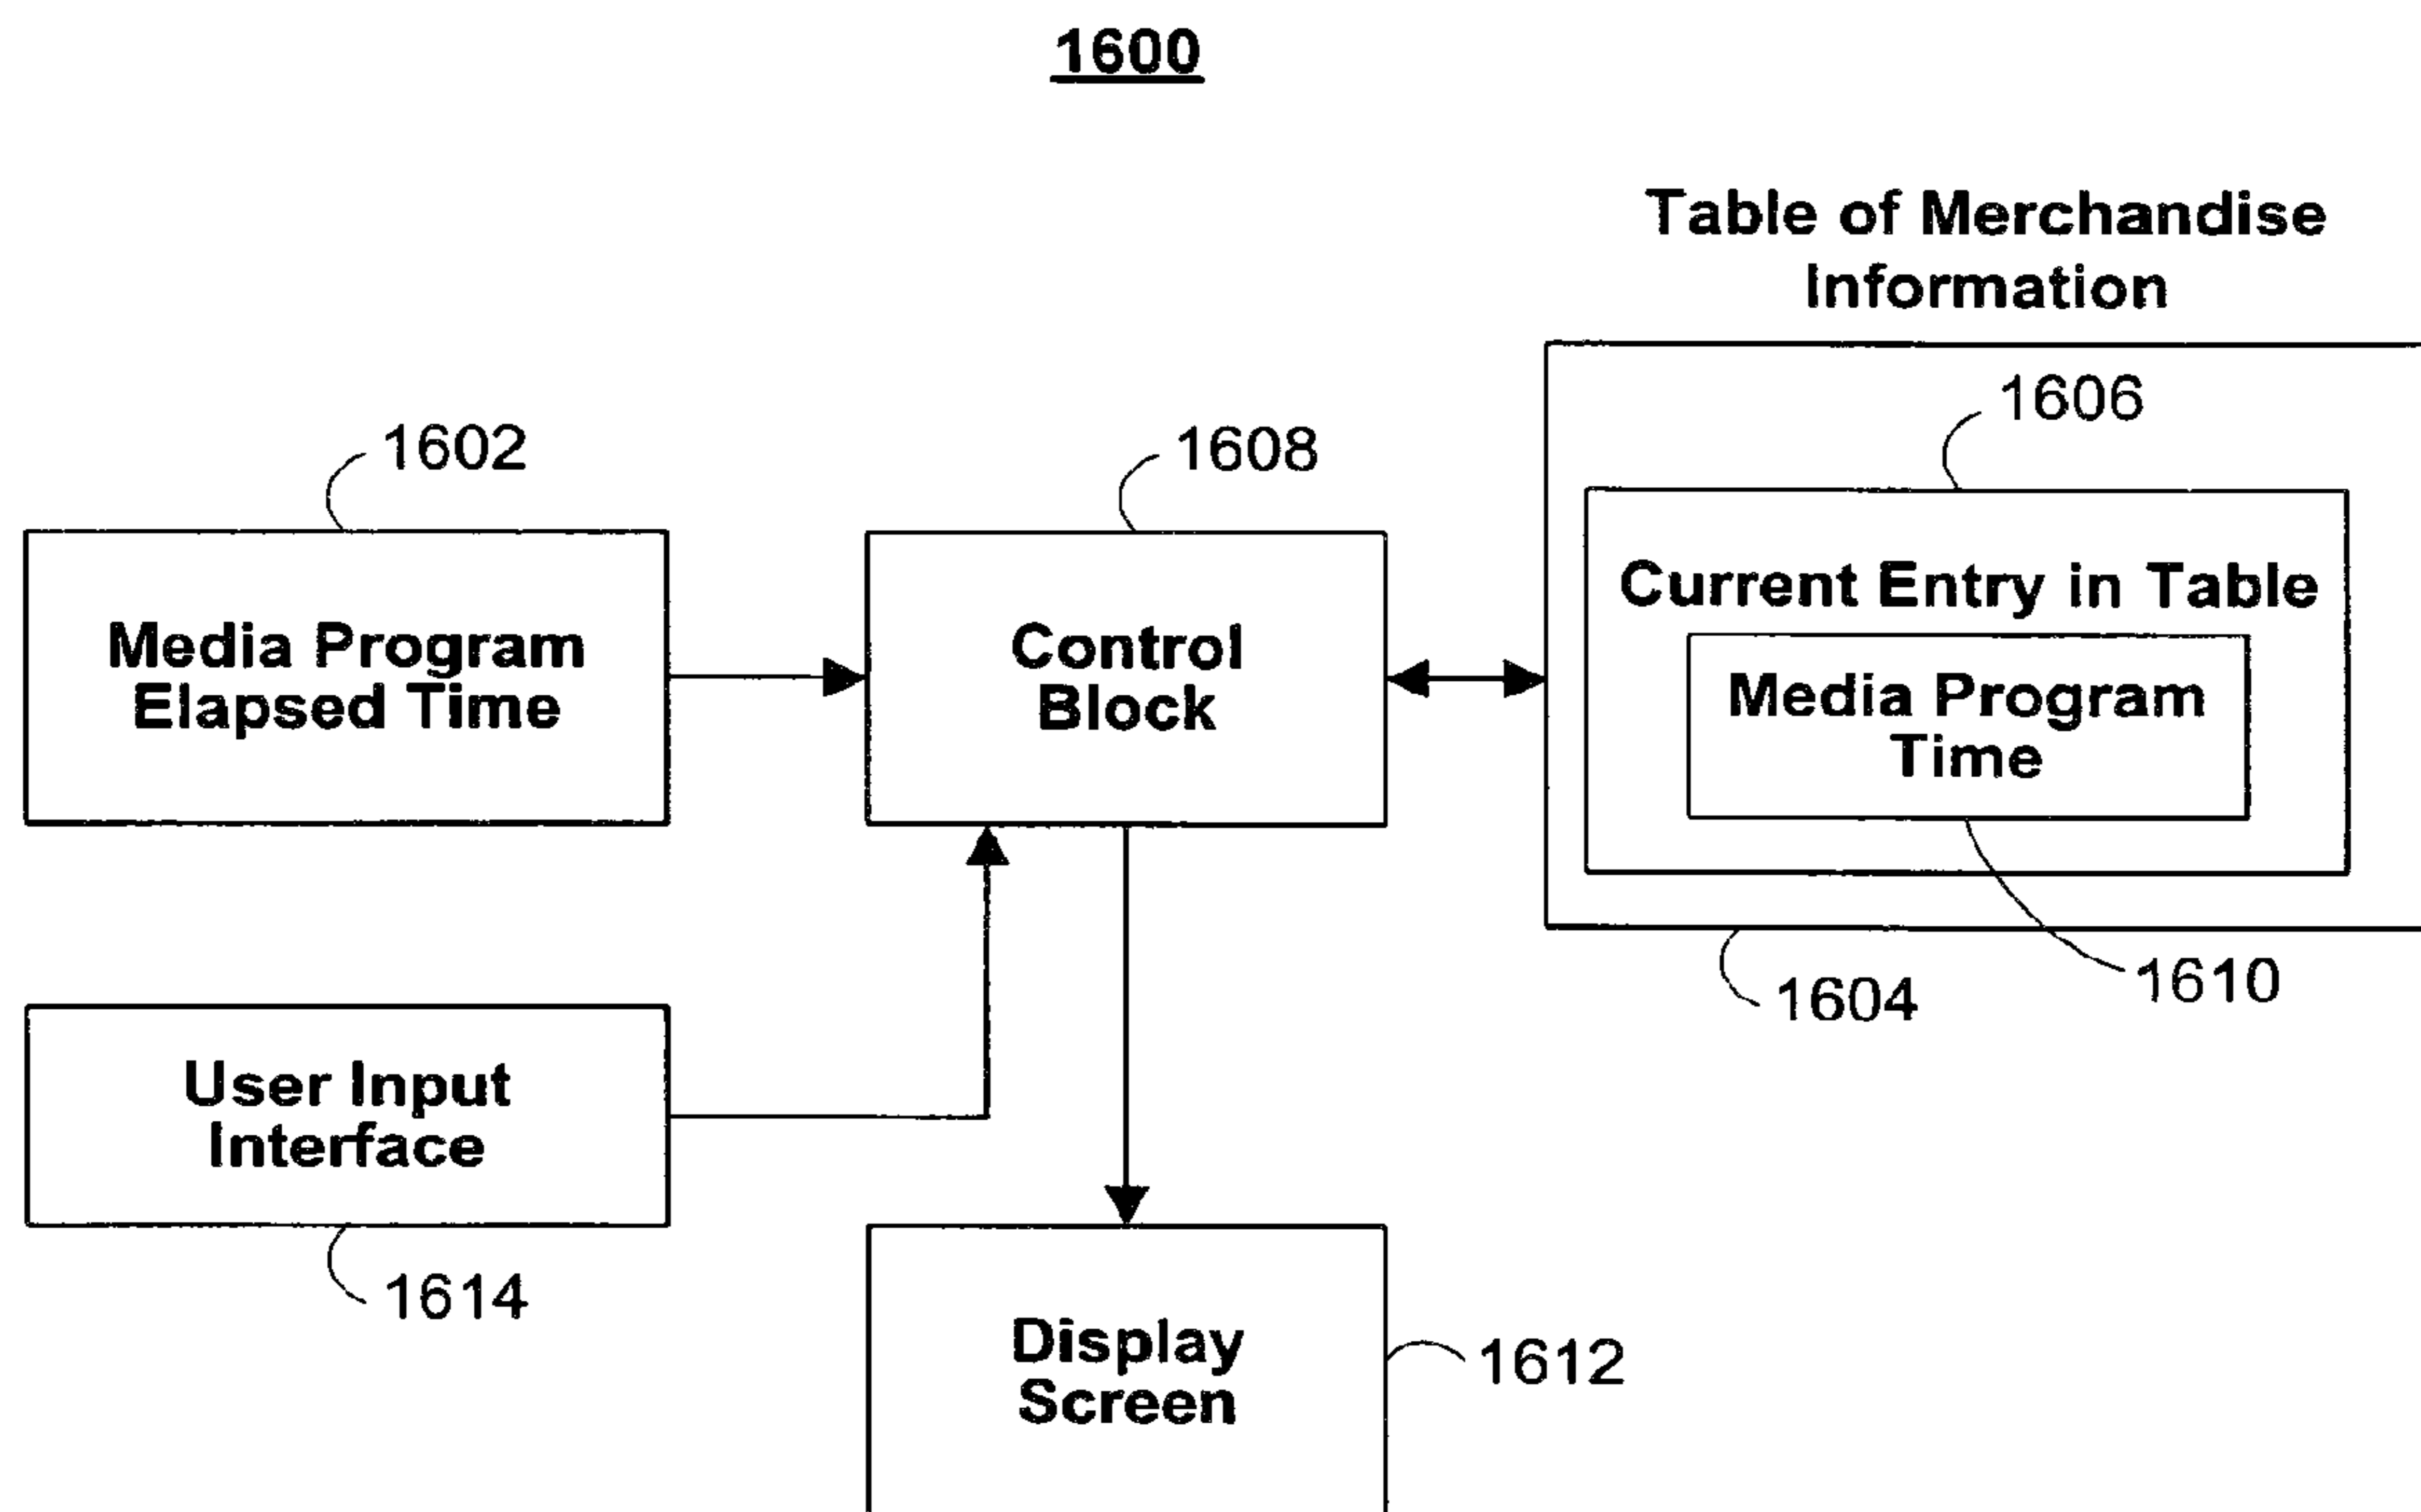 1600
Table of Merchandise
Information
1606
1602
1608
Current Entry in Table
Media Program
Elapsed Time
Control
Block
Media Program
Time
1610
1604
User Input
Interface
1614
Display
Screen
1612